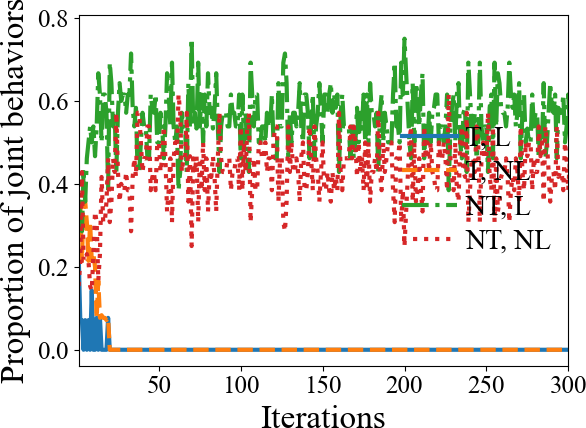 Proportion of joint behaviors
0.8
0.6
0.4
0.2
0.0
T, L
T, NL
NT, L
NT, NL
50
100
150
200
250
300
Iterations